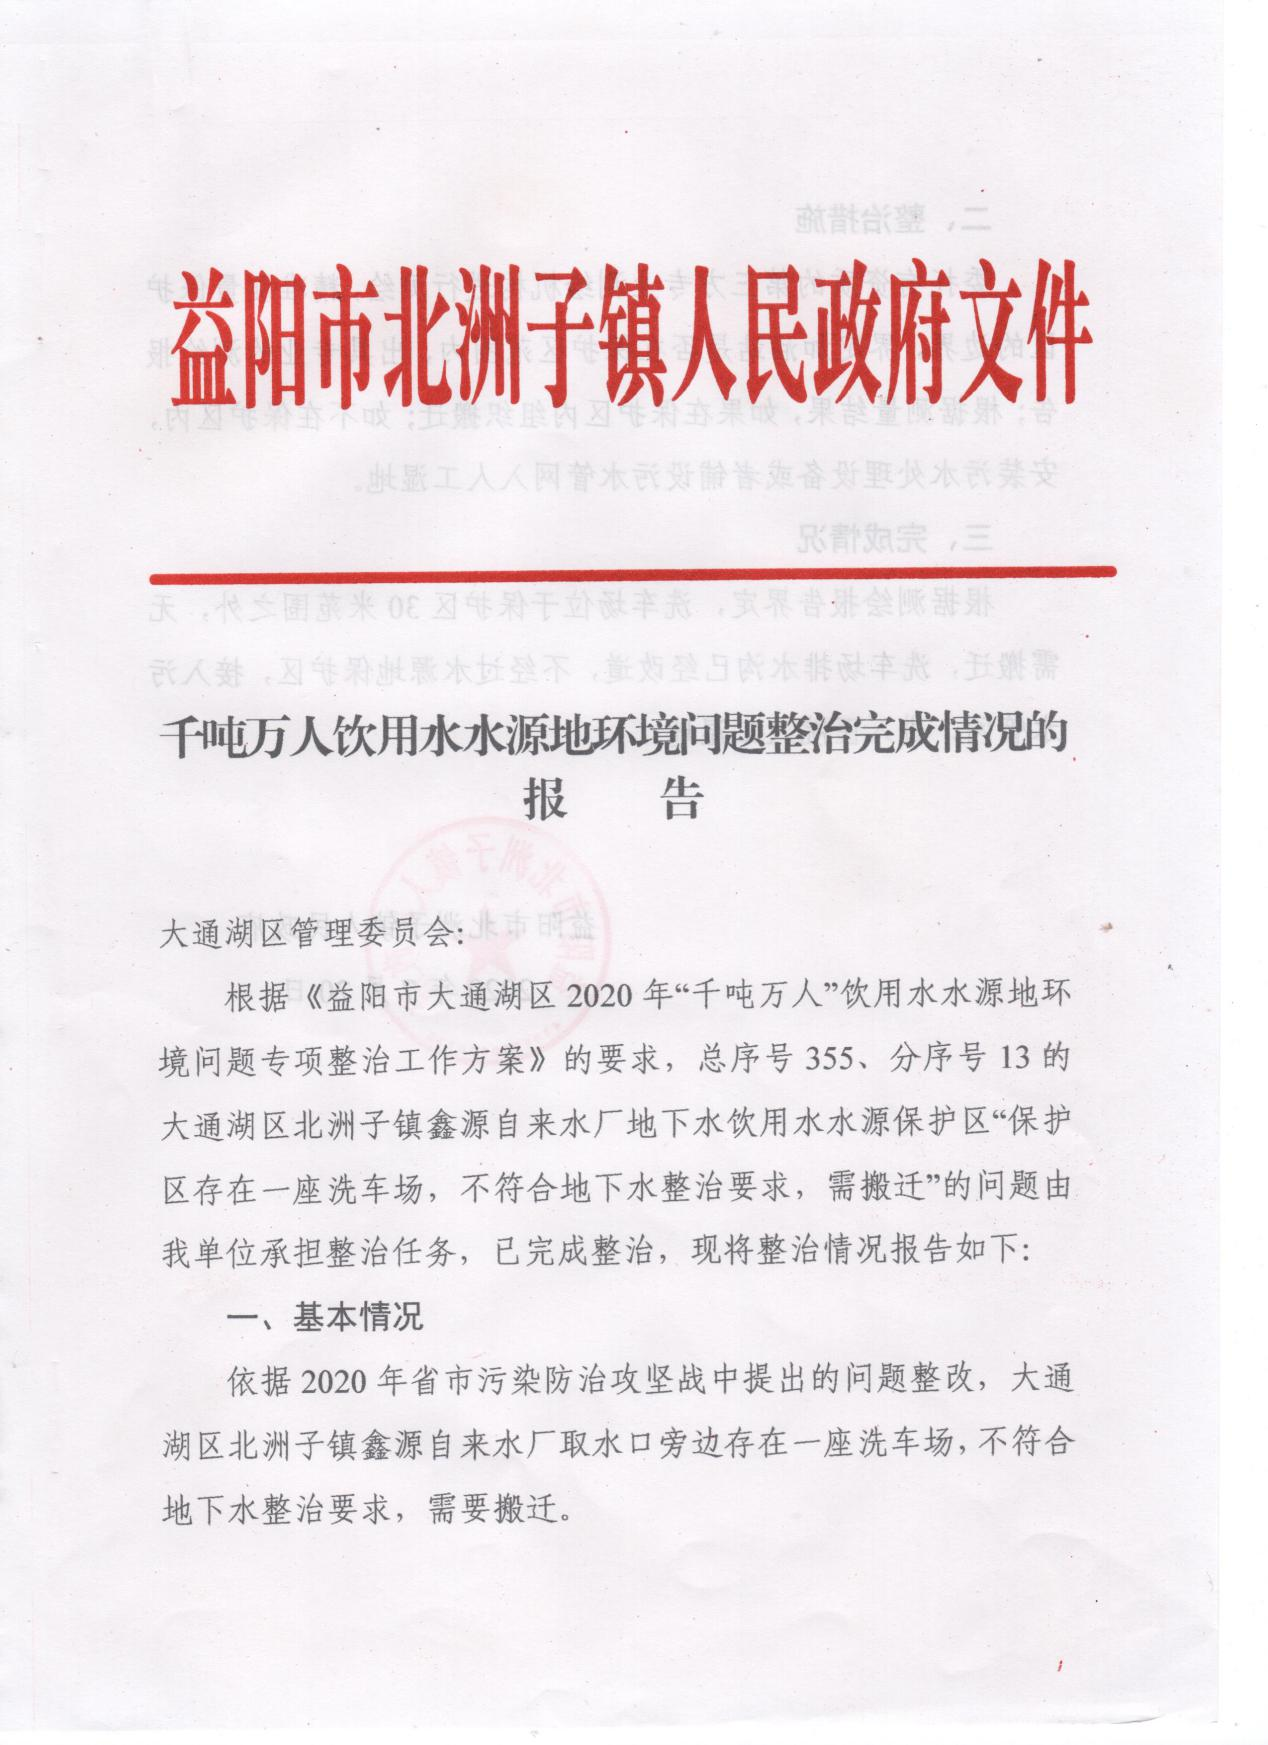 益阳市北洲子镇人民政府文件
千吨万人饮用水水源地环境问题整治完成情况的
报 告
大通湖区管理委员会：
根据《益阳市大通湖区2020年“千吨万人”饮用水水源地环
境问题专项整治工作方案》的要求，总序号355、分序号13的
大通湖区北洲子镇鑫源自来水厂地下水饮用水水源保护区“保护
区存在一座洗车场，不符合地下水整治要求，需搬迁”的问题由
我单位承担整治任务，已完成整治，现将整治情况报告如下：
一、基本情况
依据2020年省市污染防治攻坚战中提出的问题整改，大通
湖区北洲子镇鑫源自来水厂取水口旁边存在一座洗车场，不符合
地下水整治要求，需要搬迁。